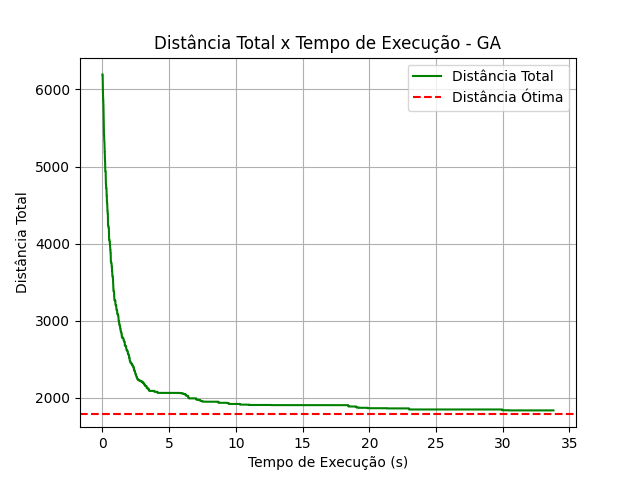 Distância Total x Tempo de Execução - GA
Distância Total
Distância Ótima
Distância Total
6000
5000
4000
3000
2000
0 5 10 15 20 25 30 35
Tempo de Execução (s)